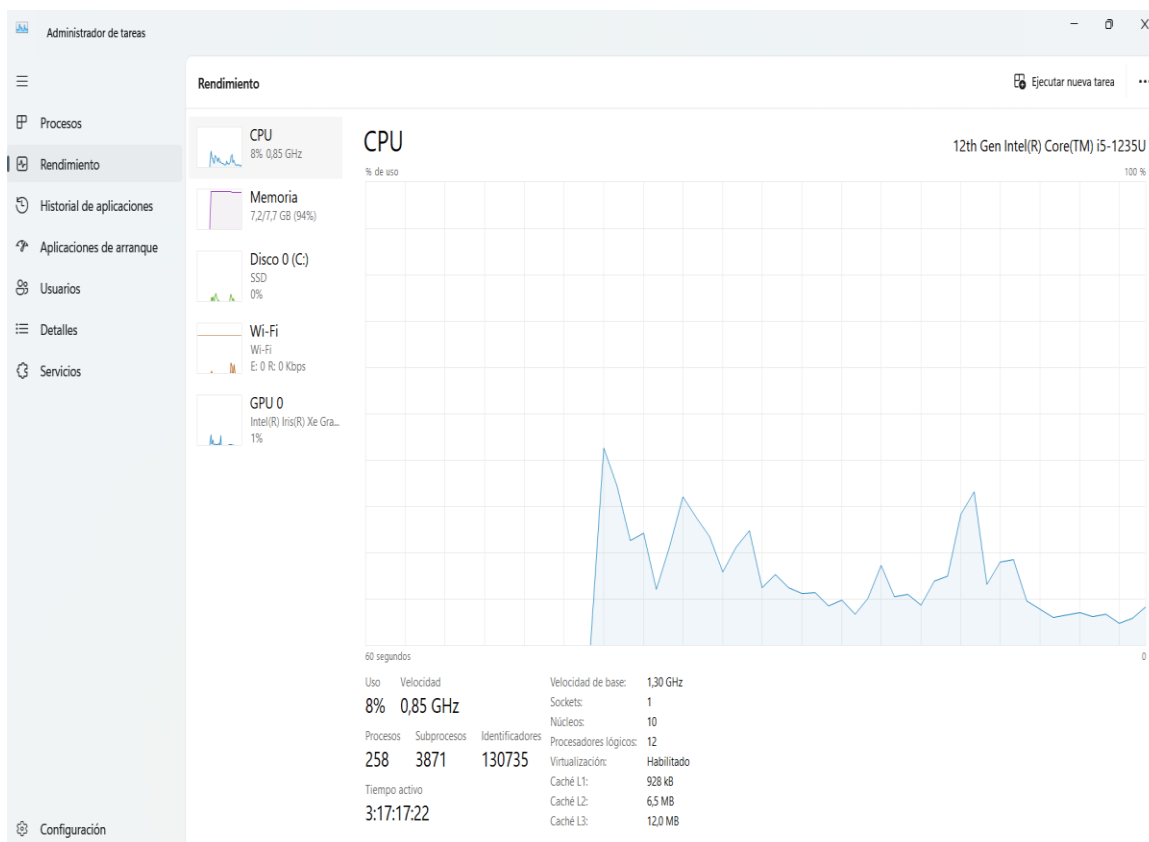 Administrador de tareas
Rendimiento
Ejecutar nueva tarea
Procesos
Rendimiento
Historial de aplicaciones
Aplicaciones de arranque
Usuarios
Detalles
Servicios
Configuración
CPU
8% 0,85 GHz
Memoria
7,2/7,7 GB (94%)
Disco 0 (C:)
SSD
0%
Wi-Fi
Wi-Fi
E: 0 R: 0 Kbps
GPU 0
Intel(R) Iris(R) Xe Gra...
1%
CPU
12th Gen Intel(R) Core(TM) i5-1235U
% de uso
100 %
60 segundos
0
Uso Velocidad
8% 0,85 GHz
Procesos Subprocesos Identificadores
258 3871 130735
Tiempo activo
3:17:17:22
Velocidad de base: 1,30 GHz
Sockets: 1
Núcleos: 10
Procesadores lógicos: 12
Virtualización: Habilitado
Caché L1: 928 kB
Caché L2: 6,5 MB
Caché L3: 12,0 MB